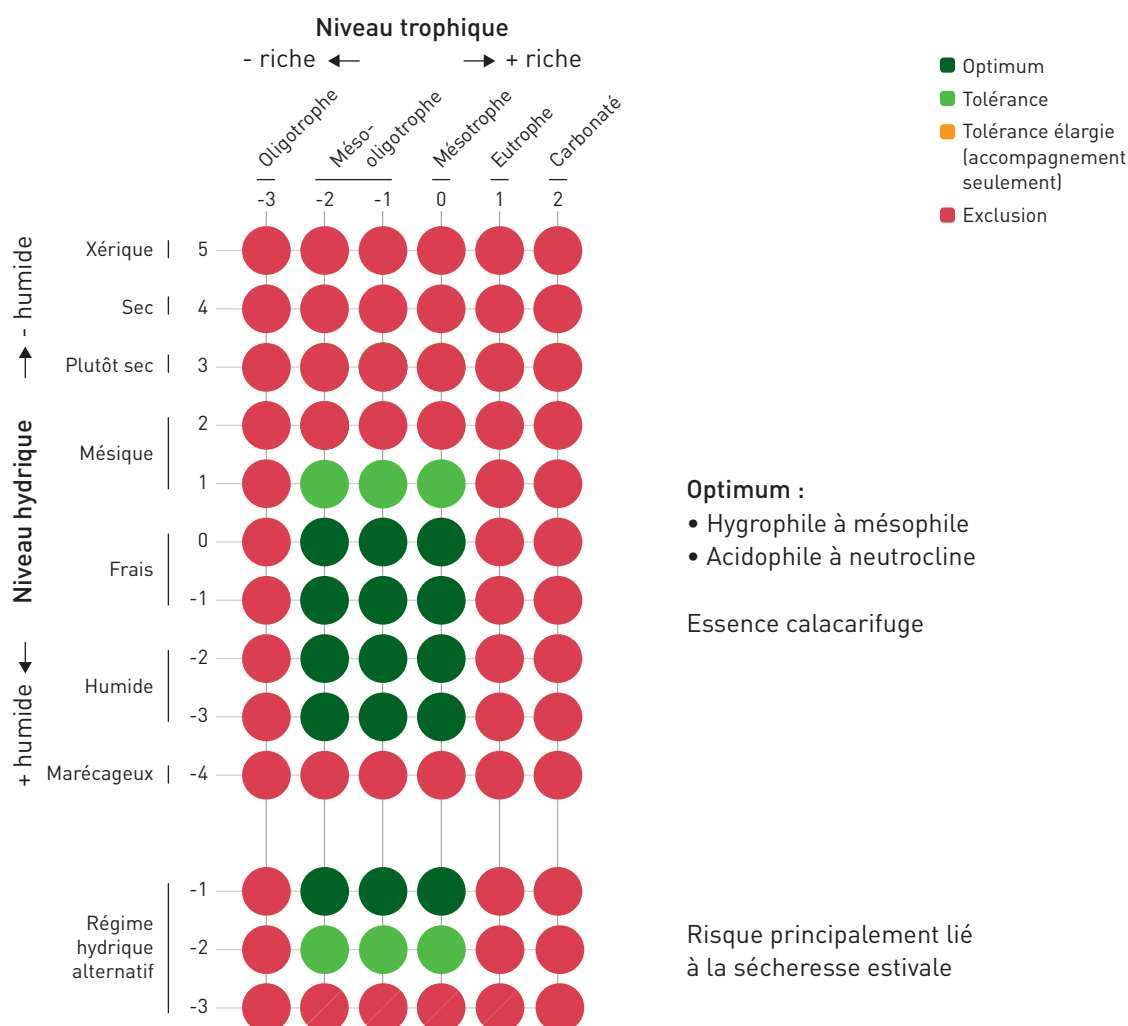 Niveau trophique
- riche ← → + riche
Oligotrophe
Méso-
oligotrophe
Mésotrophe
Eutrophe
Carbonaté
-3 -2 -1 0 1 2
Optimum
Tolérance
Tolérance élargie
(accompagnement
seulement)
Exclusion
Niveau hydrique
→ - humide
+ humide ←
Xérique 5
Sec 4
Plutôt sec 3
2
Mésique
1
0
Frais
-1
-2
Humide
-3
Marécageux -4
-1
Régime
hydrique
alternatif
-2
-3
Optimum :
• Hygrophile à mésophile
• Acidophile à neutrocline
Essence calacarifuge
Risque principalement lié
à la sécheresse estivale